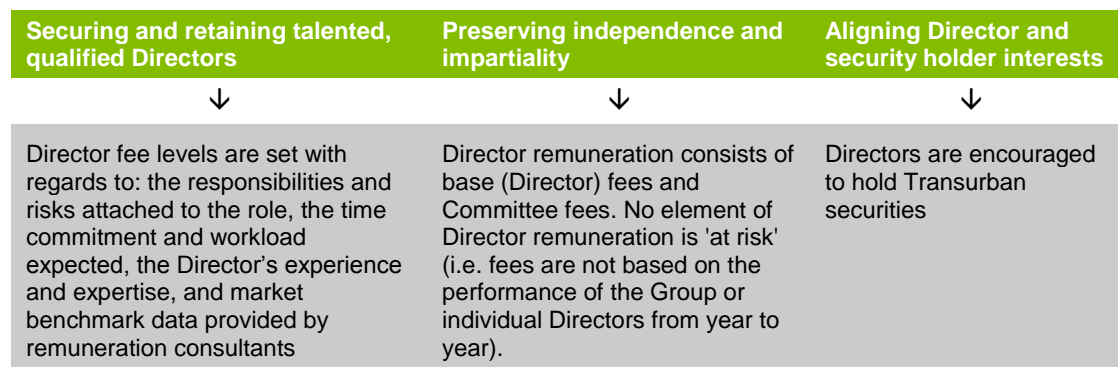 Securing and retaining talented,
qualified Directors
Preserving independence and
impartiality
Aligning Director and
security holder interests
Director fee levels are set with
regards to: the responsibilities and
risks attached to the role, the time
commitment and workload
expected, the Director's experience
and expertise, and market
benchmark data provided by
remuneration consultants
Director remuneration consists of
base (Director) fees and
Committee fees. No element of
Director remuneration is 'at risk'
(i.e. fees are not based on the
performance of the Group or
individual Directors from year to
year).
Directors are encouraged
to hold Transurban
securities